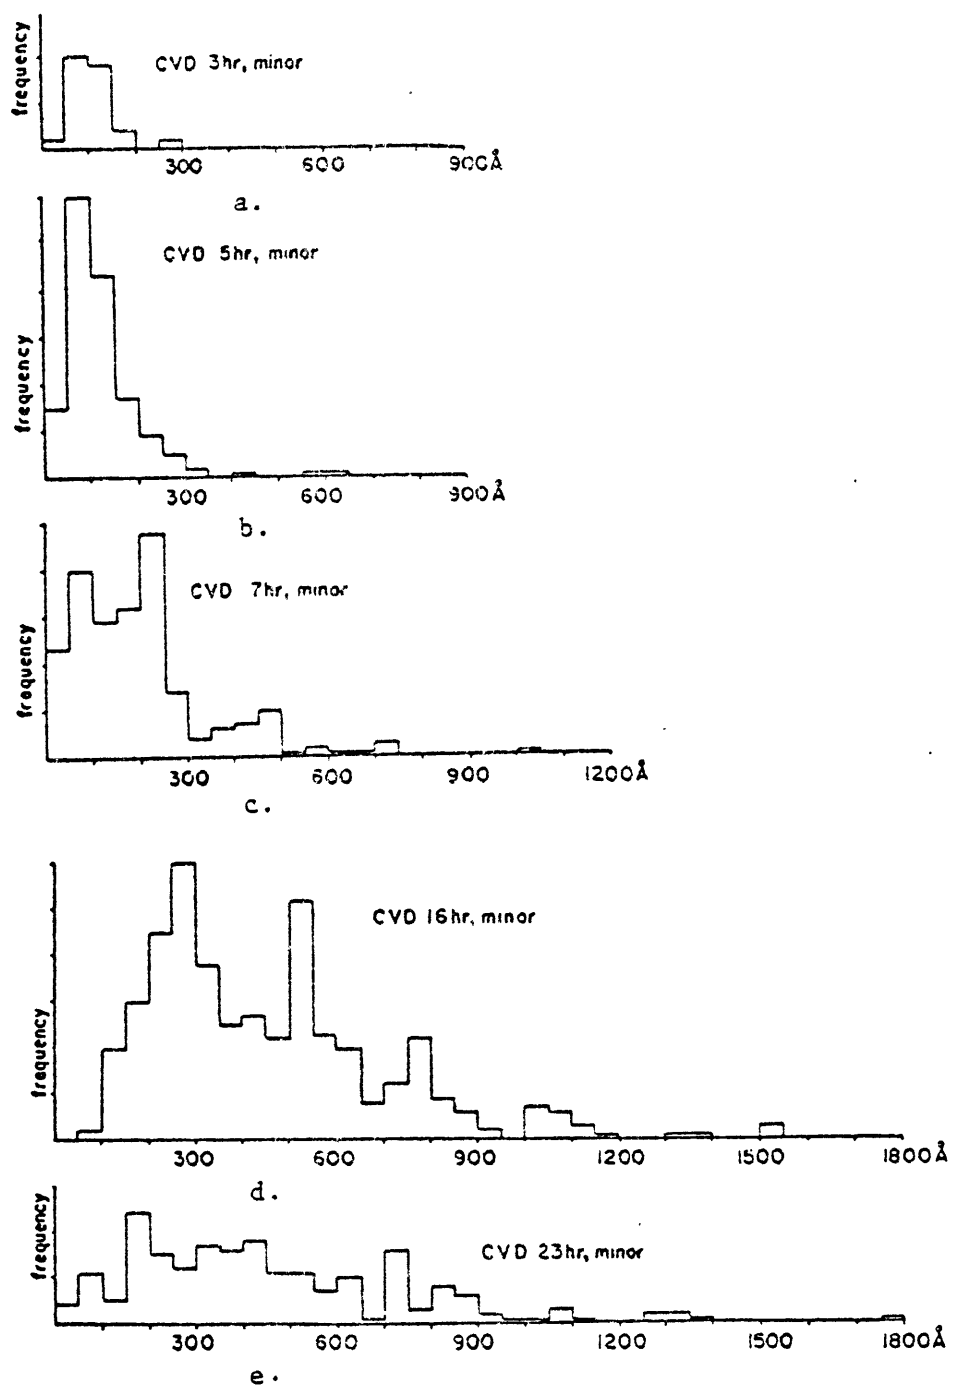 frequency
CVD 3hr, minor
300 600 900Å
a.
frequency
CVD 5hr, minor
300 600 900Å
b.
frequency
CVD 7hr, minor
300 600 900 1200Å
c.
frequency
CVD 16hr, minor
300 600 900 1200 1500 1800Å
d.
frequency
CVD 23hr, minor
300 600 900 1200 1500 1800Å
e.